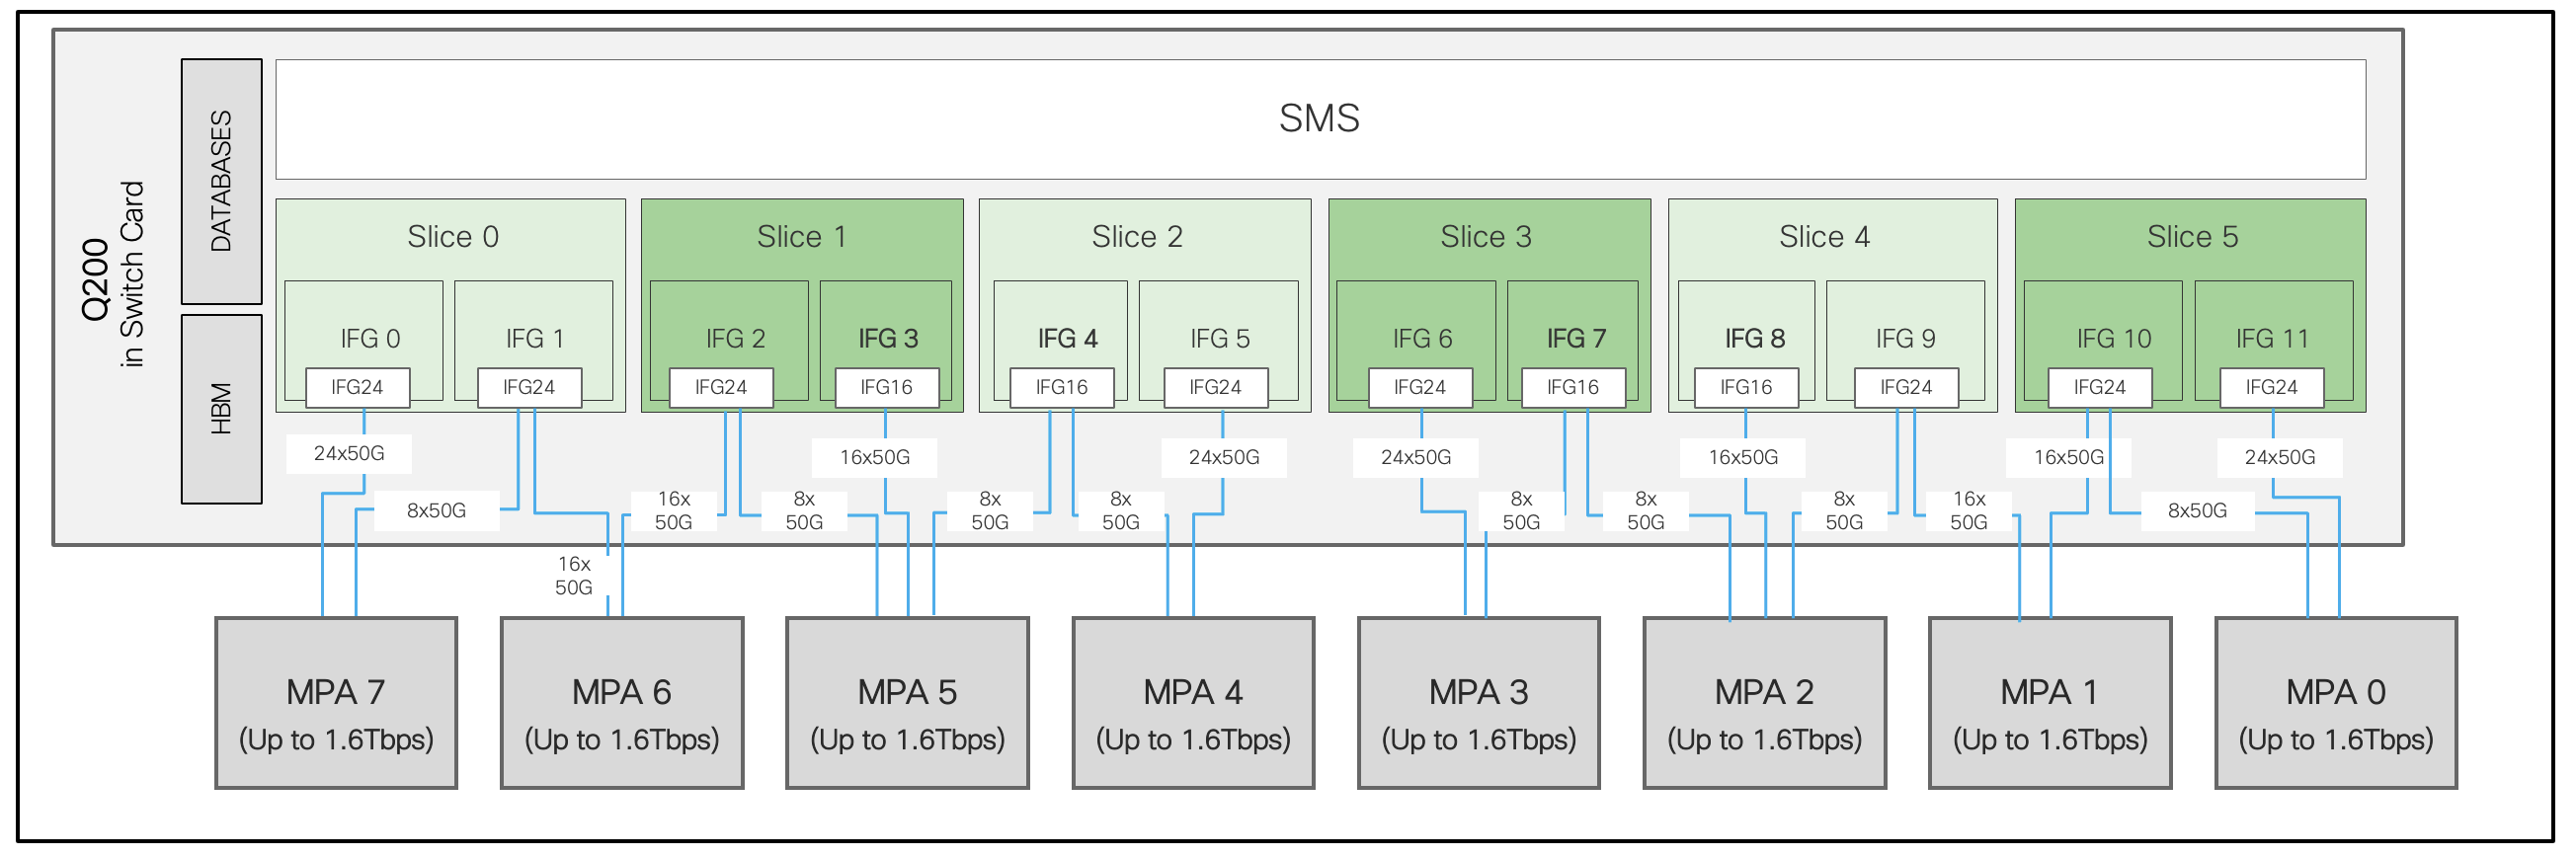 Q200
in Switch Card
DATABASES
HBM
SMS
Slice 0
Slice 1
Slice 2
Slice 3
Slice 4
Slice 5
IFG 0
IFG 1
IFG 2
IFG 3
IFG 4
IFG 5
IFG 6
IFG 7
IFG 8
IFG 9
IFG 10
IFG 11
IFG24
IFG24
IFG24
IFG16
IFG16
IFG24
IFG24
IFG16
IFG16
IFG24
IFG24
IFG24
24x50G
16x50G
24x50G
24x50G
16x50G
16x50G
24x50G
8x50G
16x
50G
8x
50G
8x
50G
8x
50G
8x
50G
8x
50G
8x
50G
16x
50G
8x50G
16x
50G
MPA 7
(Up to 1.6Tbps)
MPA 6
(Up to 1.6Tbps)
MPA 5
(Up to 1.6Tbps)
MPA 4
(Up to 1.6Tbps)
MPA 3
(Up to 1.6Tbps)
MPA 2
(Up to 1.6Tbps)
MPA 1
(Up to 1.6Tbps)
MPA 0
(Up to 1.6Tbps)